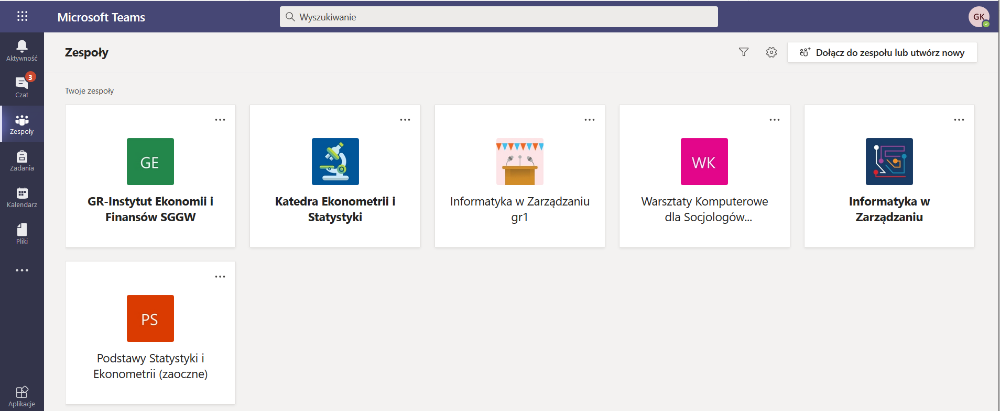 Microsoft Teams
Wyszukiwanie
GK
Aktywność
3
Czat
Zespoły
Zadania
Kalendarz
Pliki
Aplikacje
Zespoły
Dołącz do zespołu lub utwórz nowy
Twoje zespoły
GE
GR-Instytut Ekonomii i
Finansów SGGW
Katedra Ekonometrii i
Statystyki
Informatyka w Zarządzaniu
gr1
WK
Warsztaty Komputerowe
dla Socjologów...
Informatyka w
Zarządzaniu
PS
Podstawy Statystyki i
Ekonometrii (zaoczne)